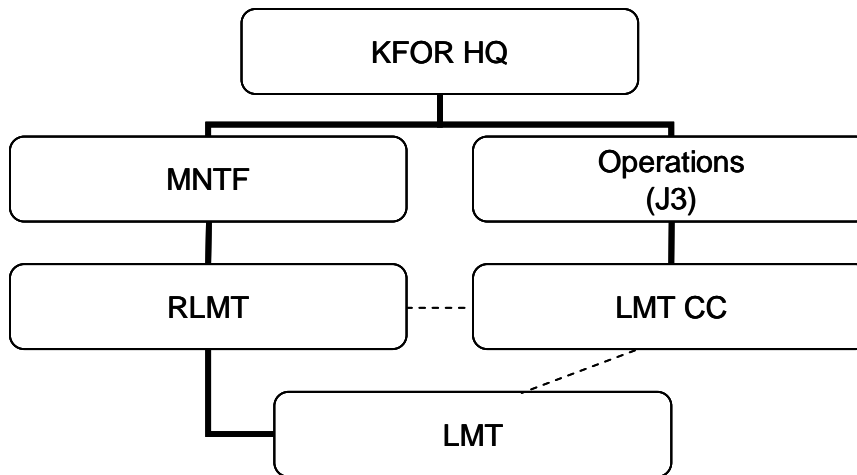 KFOR HQ
MNTF
Operations
(J3)
RLMT
LMT CC
LMT